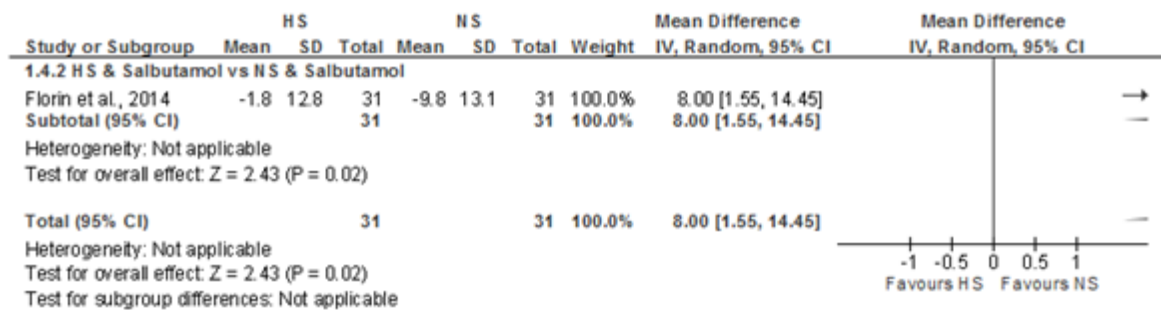 HS NS Mean Difference Mean Difference
Study or Subgroup Mean SD Total Mean SD Total Weight IV, Random, 95% CI IV, Random, 95% CI
1.4.2 HS & Salbutamol vs NS & Salbutamol
Florin et al., 2014 -1.8 12.8 31 -9.8 13.1 31 100.0% 8.00 [1.55, 14.45]
Subtotal (95% CI) 31 31 100.0% 8.00 [1.55, 14.45]
Heterogeneity: Not applicable
Test for overall effect: Z = 2.43 (P = 0.02)
Total (95% CI) 31 31 100.0% 8.00 [1.55, 14.45]
Heterogeneity: Not applicable
Test for overall effect: Z = 2.43 (P = 0.02)
Test for subgroup differences: Not applicable
-1 -0.5 0 0.5 1
Favours HS Favours NS